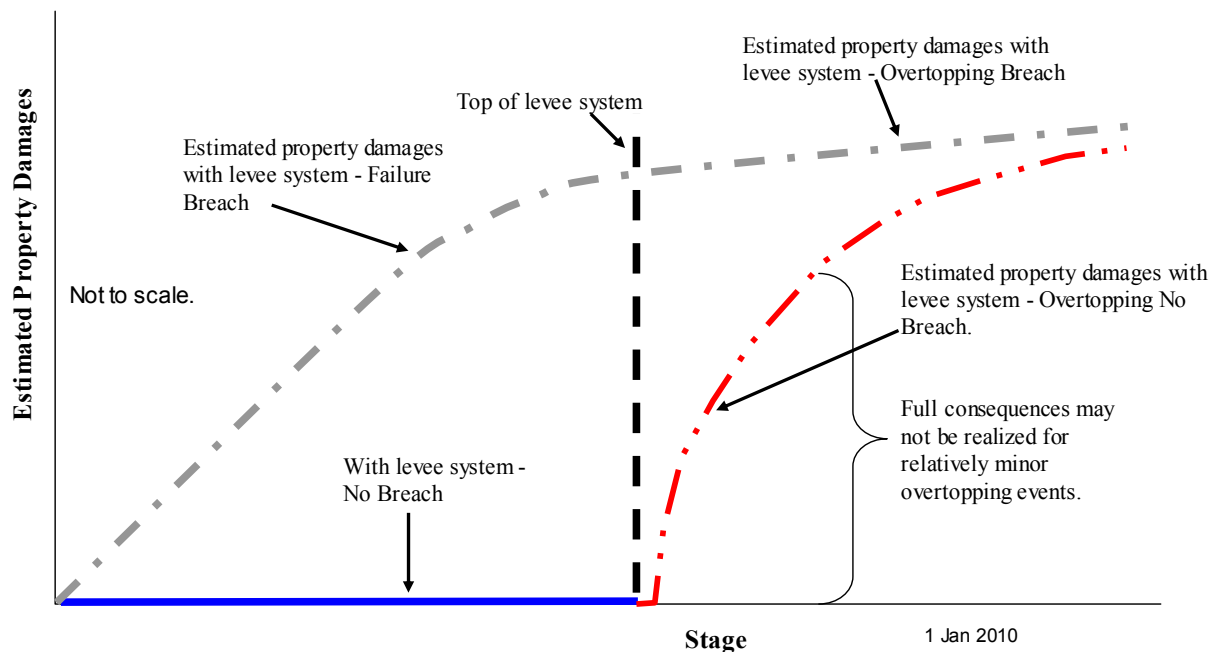 Estimated property damages with
levee system - Overtopping Breach
Top of levee system
Estimated property damages
with levee system - Failure
Breach
Estimated Property Damages
Not to scale.
Estimated property damages with
levee system - Overtopping No
Breach.
Full consequences may
not be realized for
relatively minor
overtopping events.
With levee system -
No Breach
Stage
1 Jan 2010